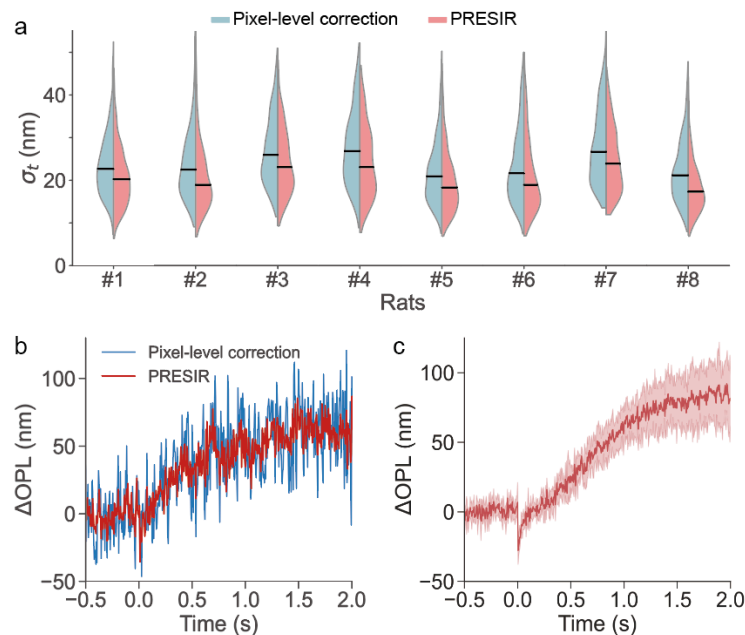 a
Pixel-level correction PRESIR
σt (nm)
60
40
20
0
#1 #2 #3 #4 #5 #6 #7 #8
Rats
b
Pixel-level correction
PRESIR
ΔOPL (nm)
100
50
0
−50
−0.5 0.0 0.5 1.0 1.5 2.0
Time (s)
c
ΔOPL (nm)
100
50
0
−50
−0.5 0.0 0.5 1.0 1.5 2.0
Time (s)